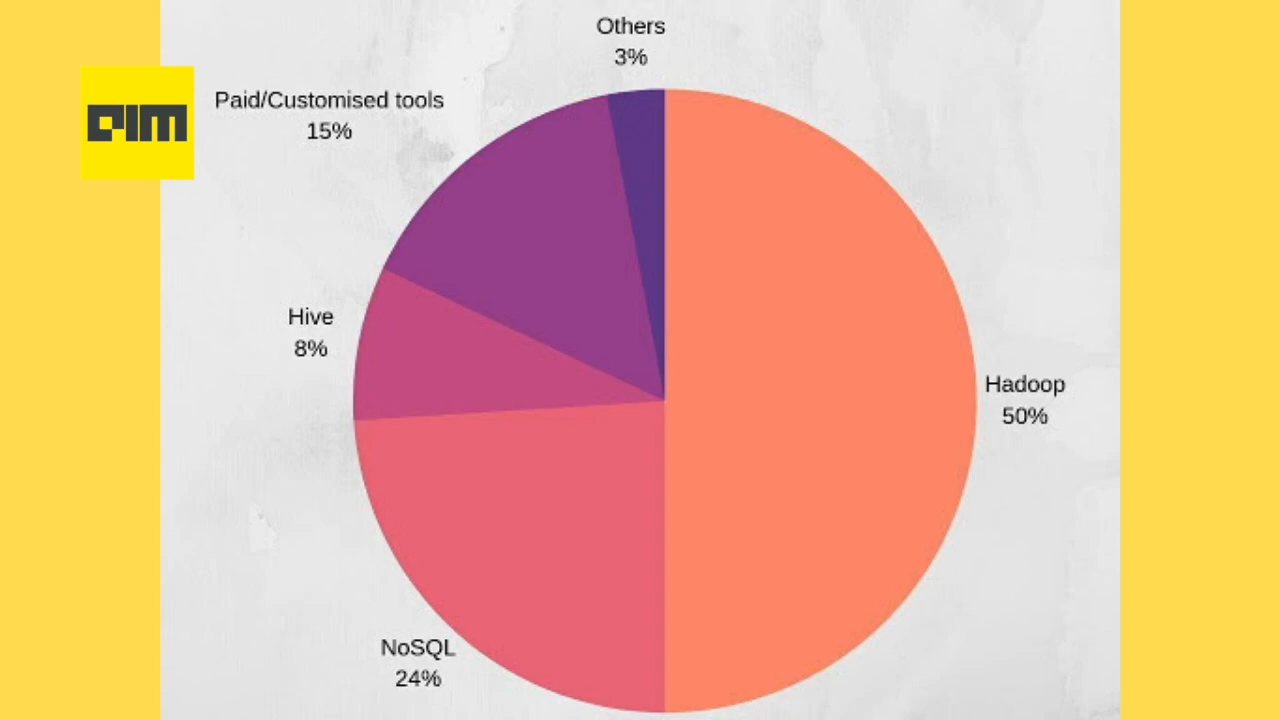 Others
3%
Paid/Customised tools
15%
AIM
Hive
8%
Hadoop
50%
NoSQL
24%